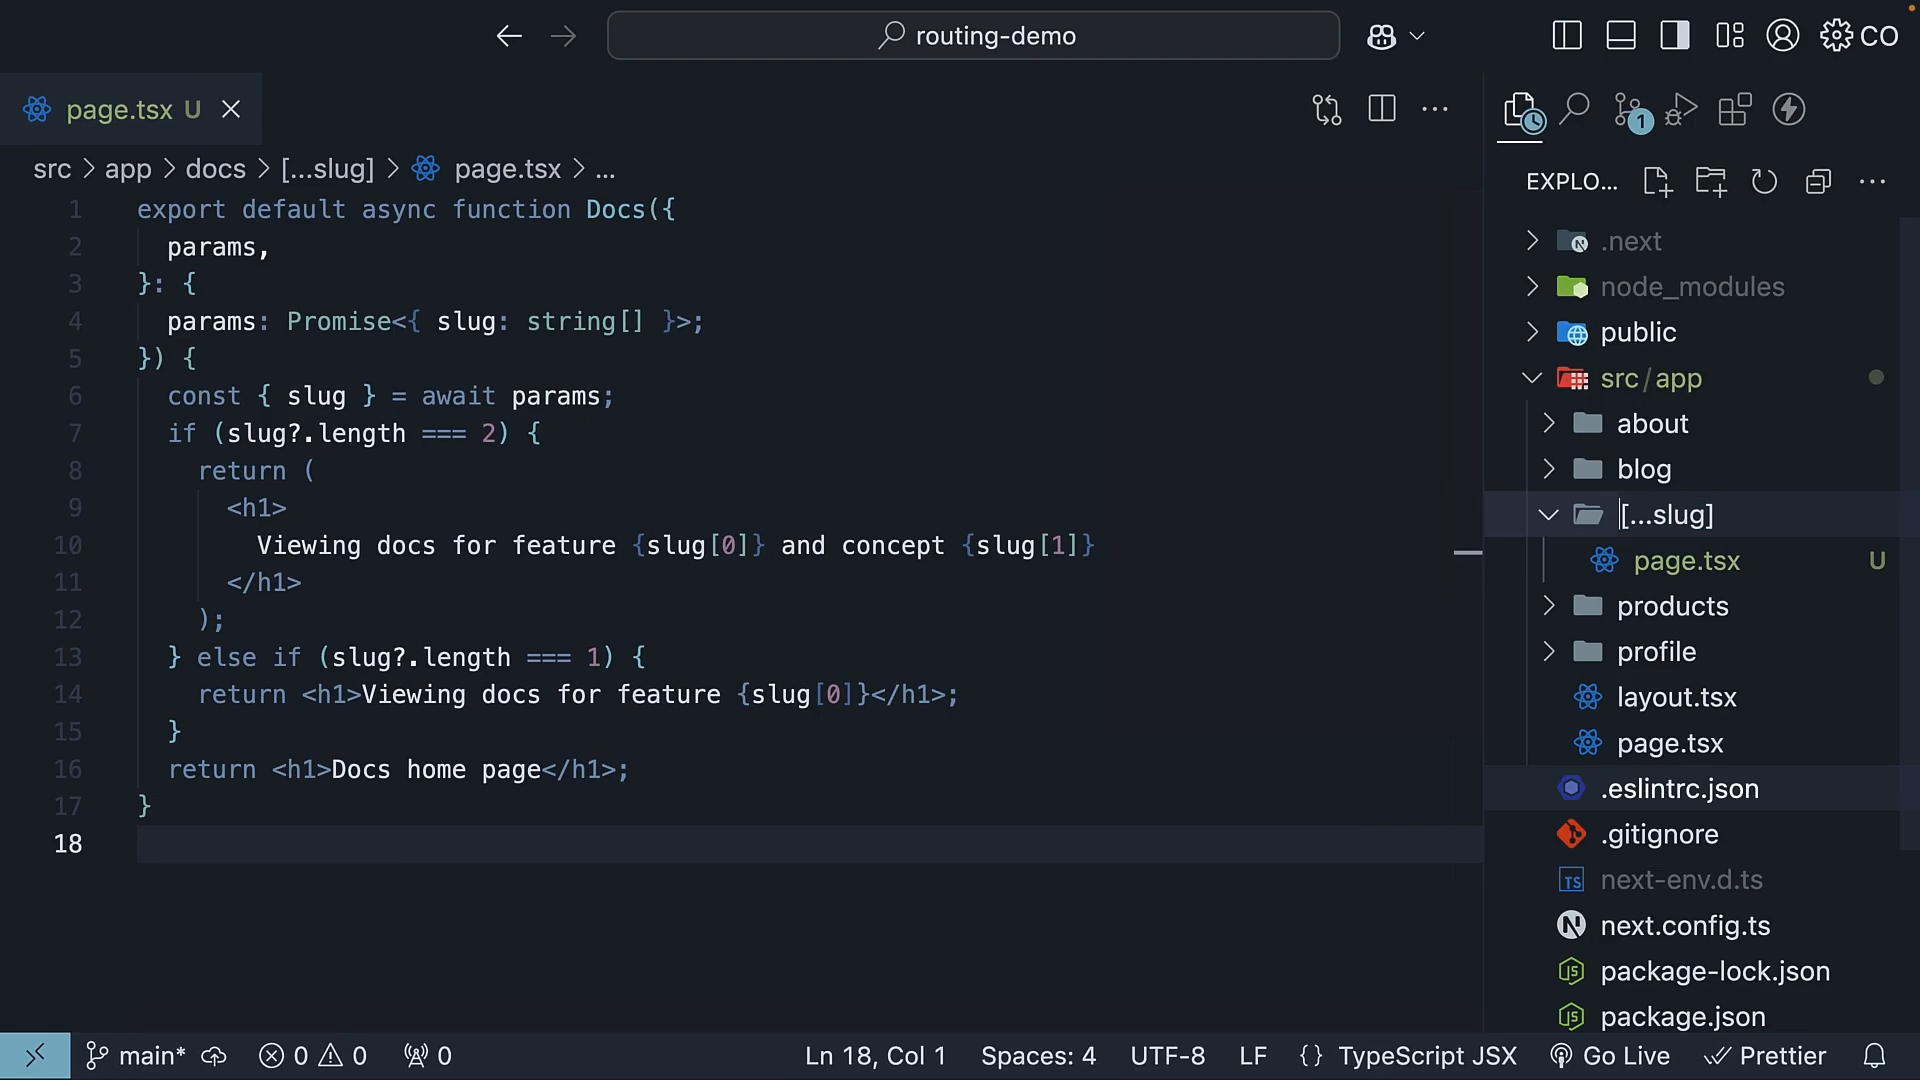 routing-demo
CO
page.tsx U
src > app > docs > [...slug] > page.tsx > ...
1 export default async function Docs({
2 params,
3 }: {
4 params: Promise<{ slug: string[] }>;
5 }) {
6 const { slug } = await params;
7 if (slug?.length === 2) {
8 return (
9 <h1>
10 Viewing docs for feature {slug[0]} and concept {slug[1]}
11 </h1>
12 );
13 } else if (slug?.length === 1) {
14 return <h1>Viewing docs for feature {slug[0]}</h1>;
15 }
16 return <h1>Docs home page</h1>;
17 }
18
1
EXPLO...
.next
node_modules
public
src/app
about
blog
[...slug]
page.tsx U
products
profile
layout.tsx
page.tsx
.eslintrc.json
.gitignore
TS next-env.d.ts
next.config.ts
package-lock.json
package.json
main* 0 0 0 Ln 18, Col 1 Spaces: 4 UTF-8 LF {} TypeScript JSX Go Live Prettier